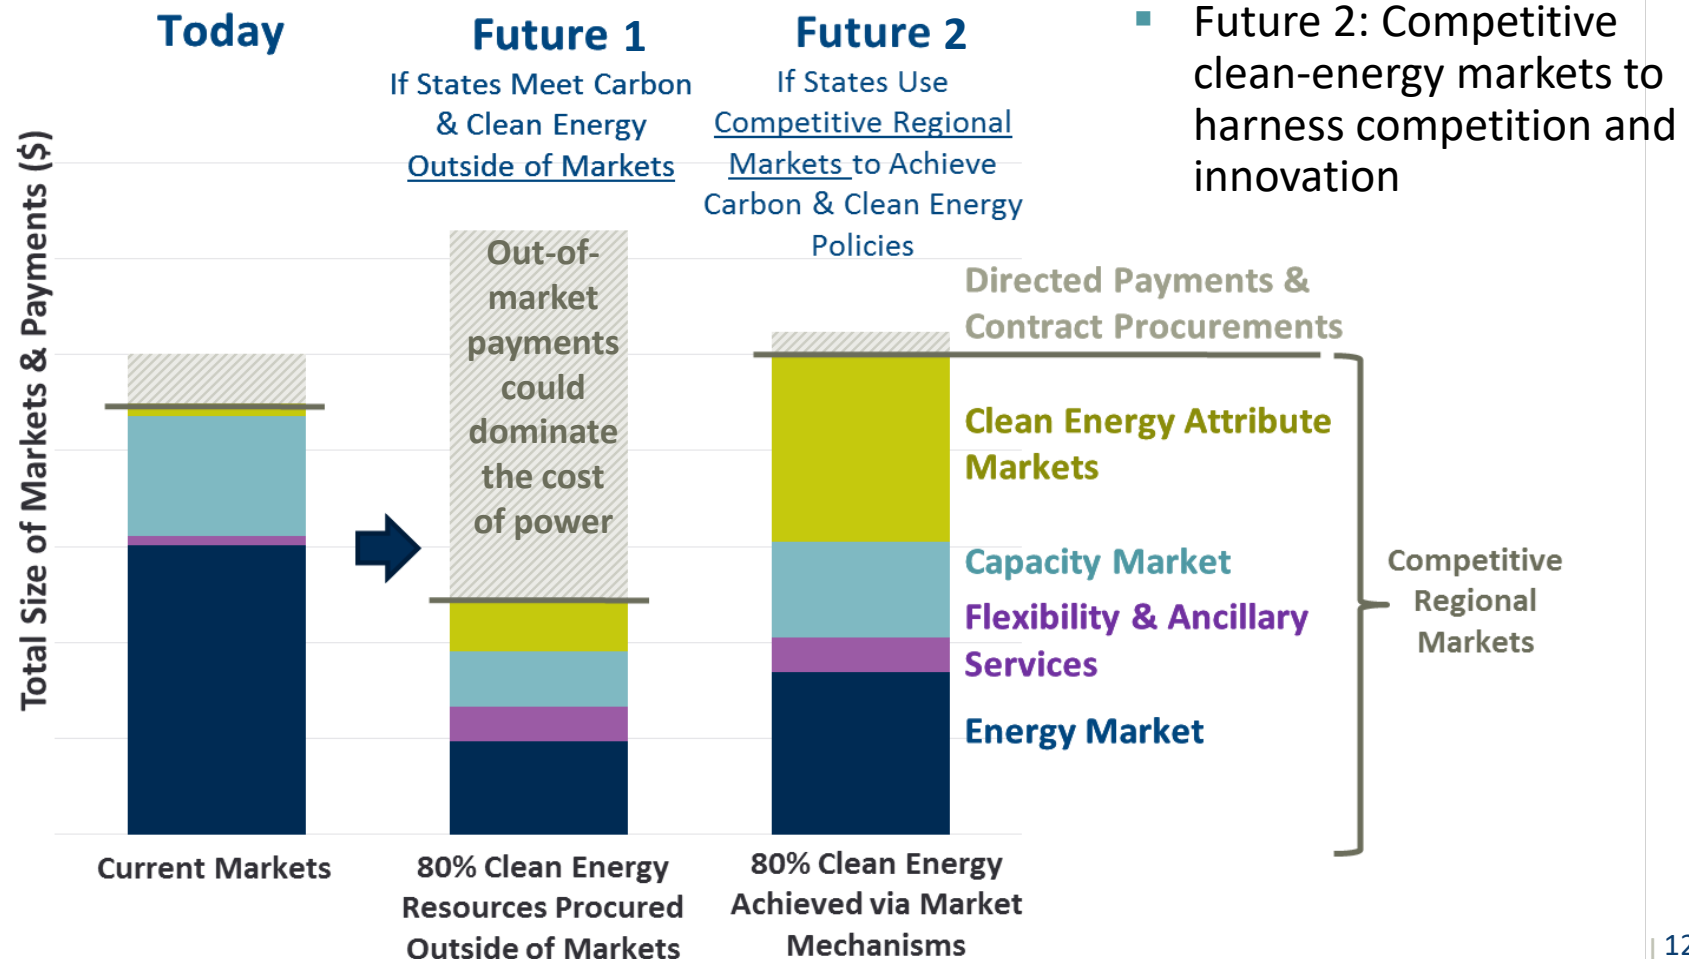 Today
Future 1
If States Meet Carbon
& Clean Energy
Outside of Markets
Future 2
If States Use
Competitive Regional
Markets to Achieve
Carbon & Clean Energy
Policies
▪ Future 2: Competitive
clean-energy markets to
harness competition and
innovation
Total Size of Markets & Payments ($)
Out-of-
market
payments
could
dominate
the cost
of power
Directed Payments &
Contract Procurements
Clean Energy Attribute
Markets
Capacity Market
Flexibility & Ancillary
Services
Energy Market
Competitive
Regional
Markets
Current Markets
80% Clean Energy
Resources Procured
Outside of Markets
80% Clean Energy
Achieved via Market
Mechanisms
| 12